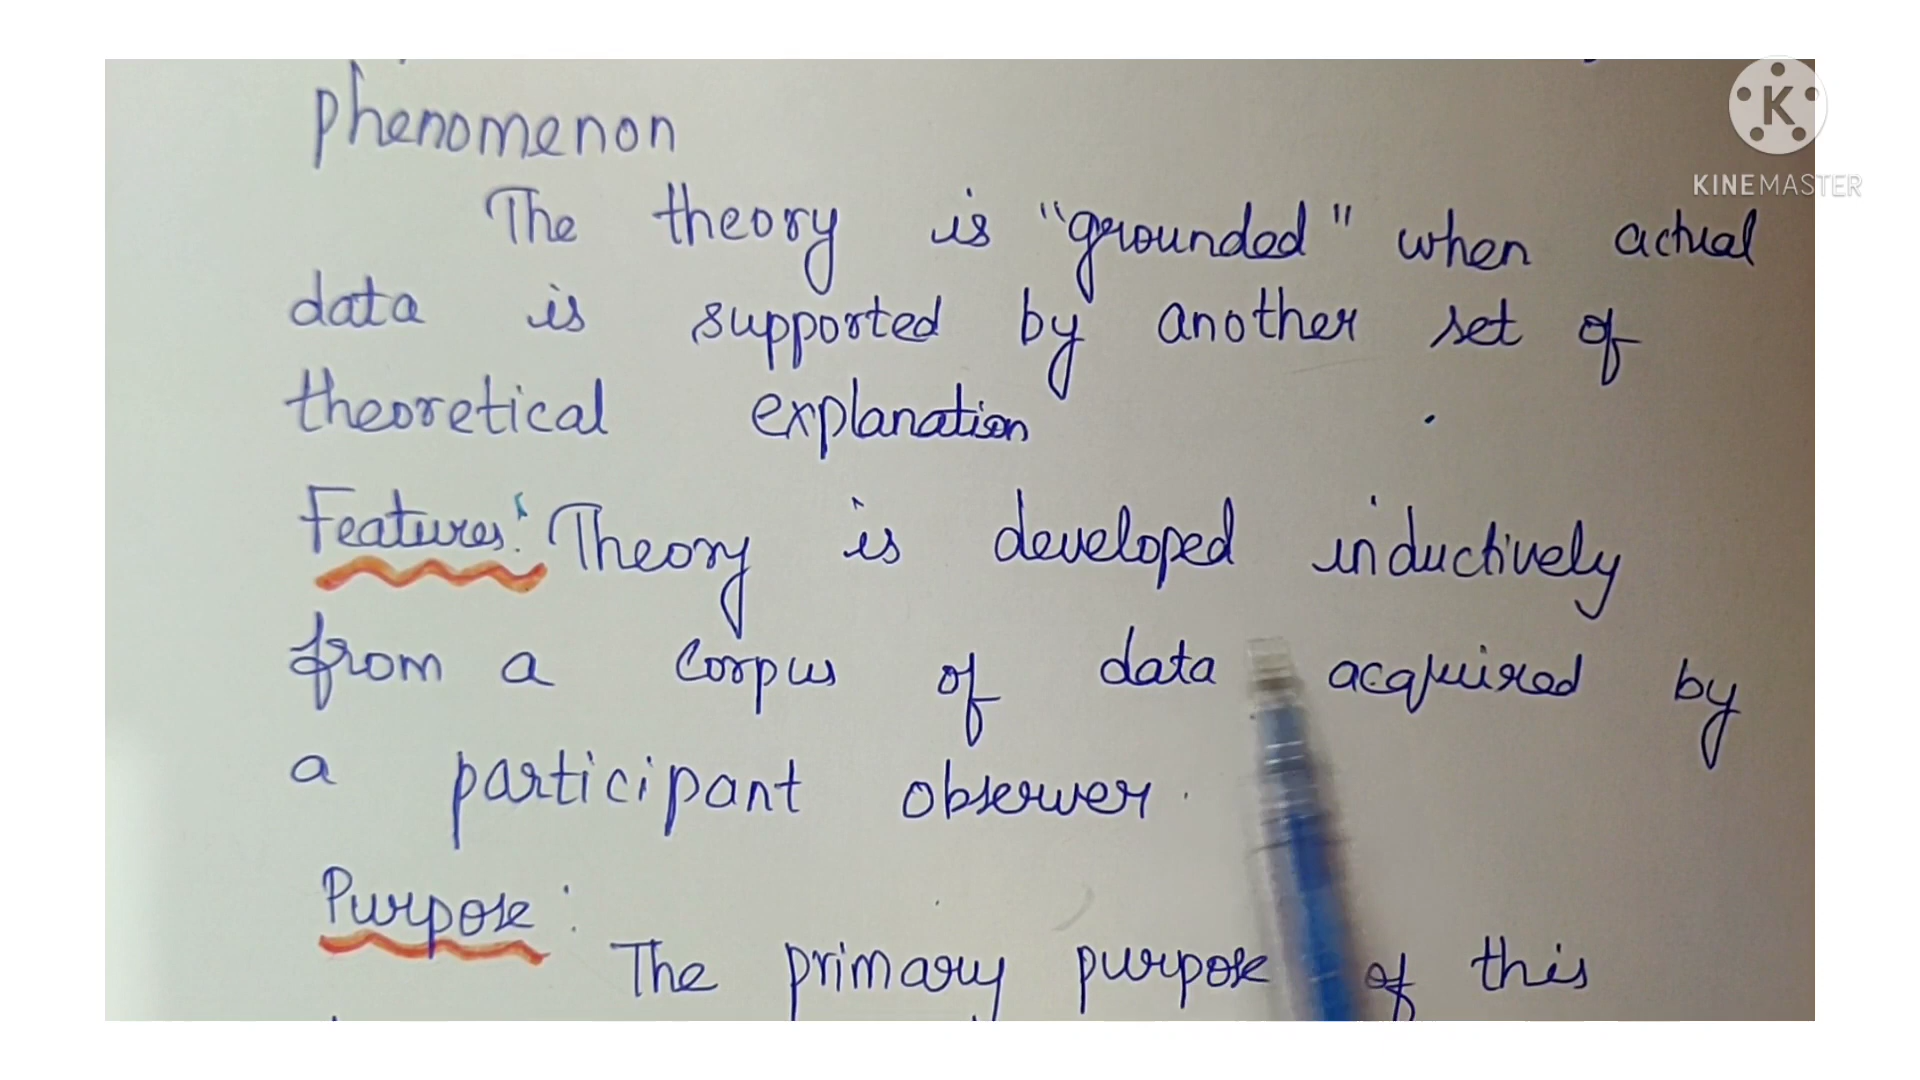 phenomenon
The theory is "grounded" when actual
data is supported by another set of
theoretical explanation
Features: Theory is developed inductively
from a corpus of data acquired by
a participant observer.
Purpose:
The primary purpose of this
K
KINEMASTER